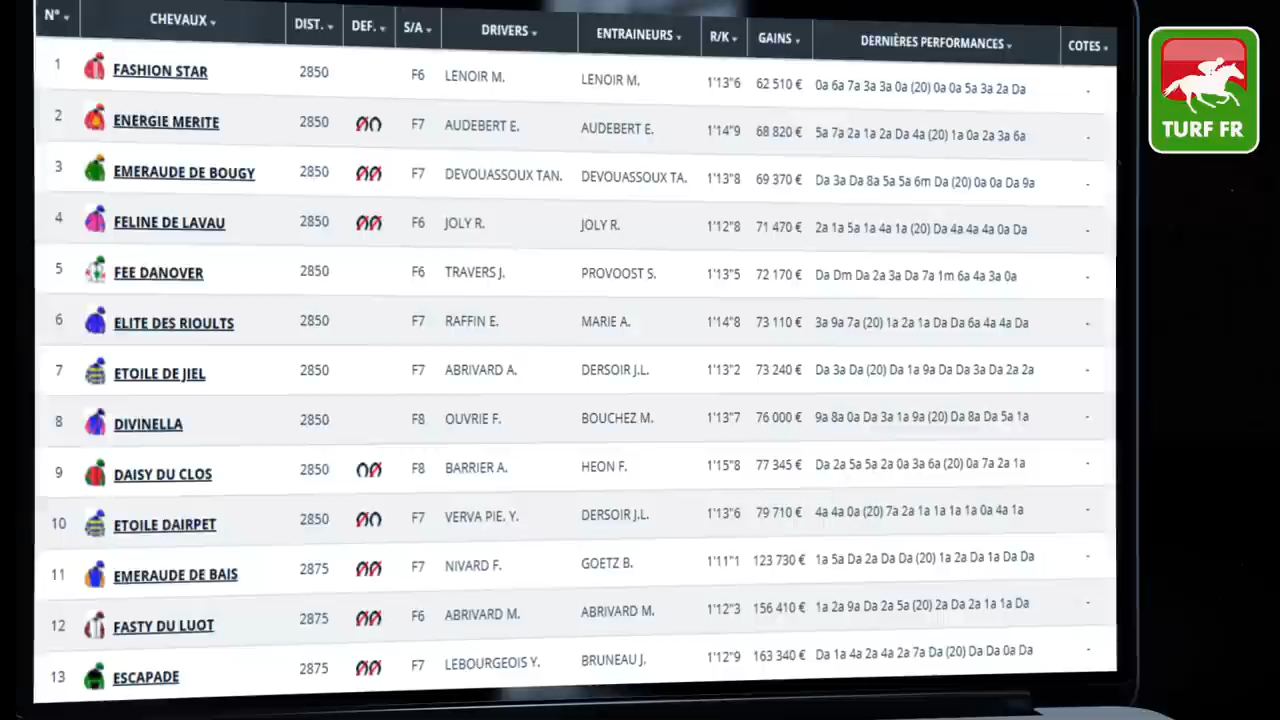 N° CHEVAUX DIST. DEF. S/A DRIVERS ENTRAINEURS R/K GAINS DERNIÈRES PERFORMANCES COTES
1 FASHION STAR 2850 F6 LENOIR M. LENOIR M. 1'13"6 62 510 € 0a 6a 7a 3a 3a 0a (20) 0a 0a 5a 3a 2a Da -
2 ENERGIE MERITE 2850 F7 AUDEBERT E. AUDEBERT E. 1'14"9 68 820 € 5a 7a 2a 1a 2a Da 4a (20) 1a 0a 2a 3a 6a -
3 EMERAUDE DE BOUGY 2850 F7 DEVOUASSOUX TAN. DEVOUASSOUX TA. 1'13"8 69 370 € Da 3a Da 8a 5a 5a 6m Da (20) 0a 0a Da 9a -
4 FELINE DE LAVAU 2850 F6 JOLY R. JOLY R. 1'12"8 71 470 € 2a 1a 5a 1a 4a 1a (20) Da 4a 4a 4a 0a Da -
5 FEE DANOVER 2850 F6 TRAVERS J. PROVOOST S. 1'13"5 72 170 € Da Dm Da 2a 3a Da 7a 1m 6a 4a 3a 0a -
6 ELITE DES RIOULTS 2850 F7 RAFFIN E. MARIE A. 1'14"8 73 110 € 3a 9a 7a (20) 1a 2a 1a Da Da 6a 4a 4a Da -
7 ETOILE DE JIEL 2850 F7 ABRIVARD A. DERSOIR J.L. 1'13"2 73 240 € Da 3a Da (20) Da 1a 9a Da Da 3a Da 2a 2a -
8 DIVINELLA 2850 F8 OUVRIE F. BOUCHEZ M. 1'13"7 76 000 € 9a 8a 0a Da 3a 1a 9a (20) Da 8a Da 5a 1a -
9 DAISY DU CLOS 2850 F8 BARRIER A. HEON F. 1'15"8 77 345 € Da 2a 5a 5a 2a 0a 3a 6a (20) 0a 7a 2a 1a -
10 ETOILE DAIRPET 2850 F7 VERVA PIE. Y. DERSOIR J.L. 1'13"6 79 710 € 4a 4a 0a (20) 7a 2a 1a 1a 1a 1a 0a 4a 1a -
11 EMERAUDE DE BAIS 2875 F7 NIVARD F. GOETZ B. 1'11"1 123 730 € 1a 5a Da 2a Da Da (20) 1a 2a Da 1a Da Da -
12 FASTY DU LUOT 2875 F6 ABRIVARD M. ABRIVARD M. 1'12"3 156 410 € 1a 2a 9a Da 2a 5a (20) 2a Da 2a 1a 1a Da -
13 ESCAPADE 2875 F7 LEBOURGEOIS Y. BRUNEAU J. 1'12"9 163 340 € Da 1a 4a 2a 4a 2a 7a Da (20) Da Da 0a Da -
TURF FR